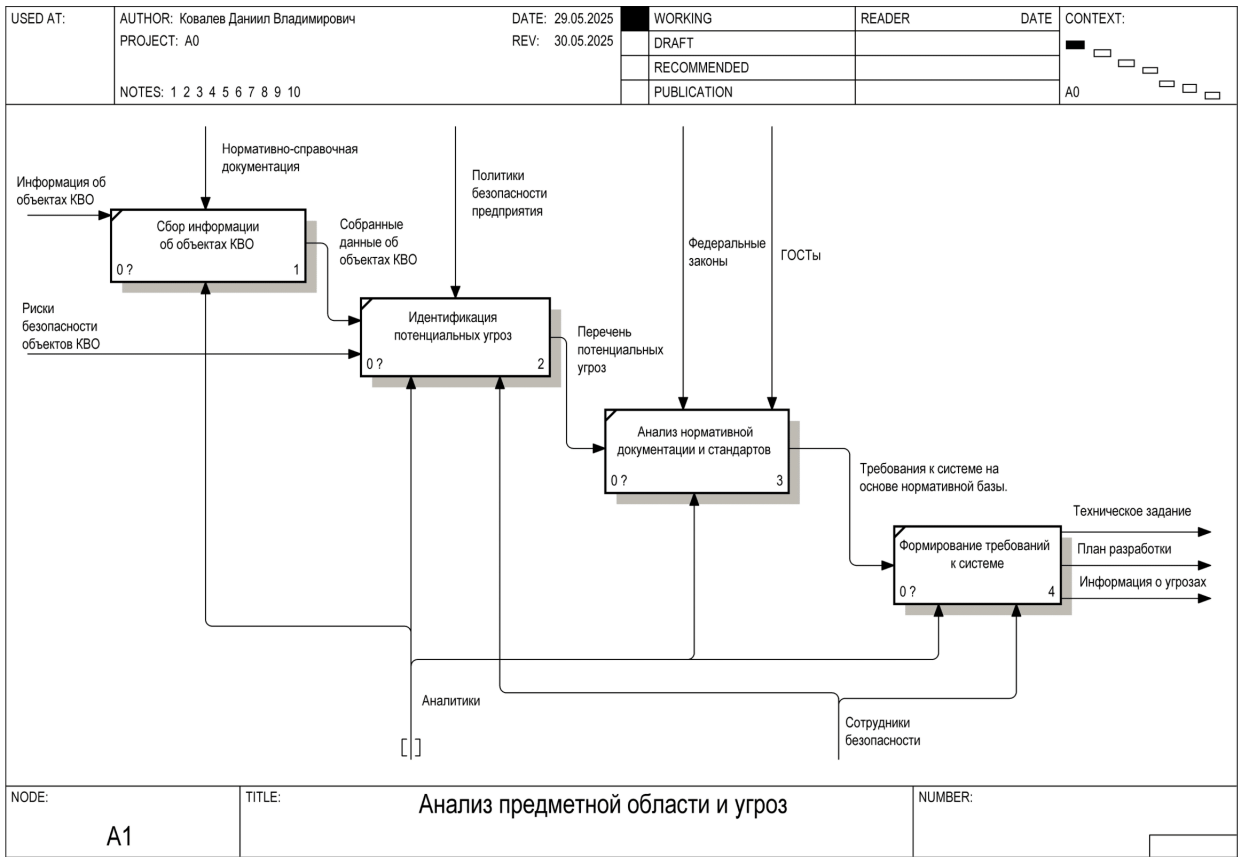 USED AT:
AUTHOR: Ковалев Даниил Владимирович
DATE: 29.05.2025
PROJECT: A0
REV: 30.05.2025
NOTES: 1 2 3 4 5 6 7 8 9 10
WORKING
DRAFT
RECOMMENDED
PUBLICATION
READER
DATE
CONTEXT:
A0
Нормативно-справочная
документация
Информация об
объектах КВО
Сбор информации
об объектах КВО
0 ?
1
Собранные
данные об
объектах КВО
Политики
безопасности
предприятия
Федеральные
законы
ГОСТы
Риски
безопасности
объектов КВО
Идентификация
потенциальных угроз
0 ?
2
Перечень
потенциальных
угроз
Анализ нормативной
документации и стандартов
0 ?
3
Требования к системе на
основе нормативной базы.
Формирование требований
к системе
0 ?
4
Техническое задание
План разработки
Информация о угрозах
Аналитики
Сотрудники
безопасности
NODE:
A1
TITLE:
Анализ предметной области и угроз
NUMBER: